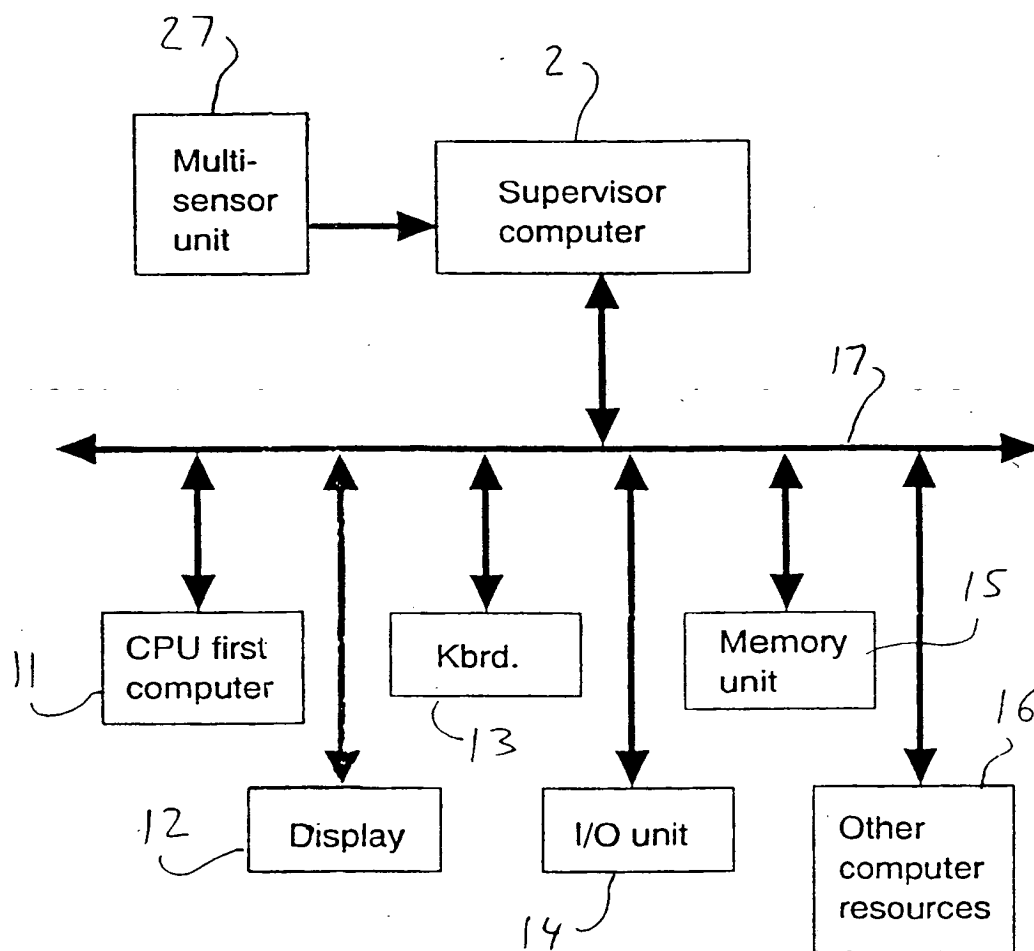 27
2
Multi-
sensor
unit
Supervisor
computer
17
15
CPU first
computer
Kbrd.
Memory
unit
11
13
16
12
Display
I/O unit
Other
computer
resources
14